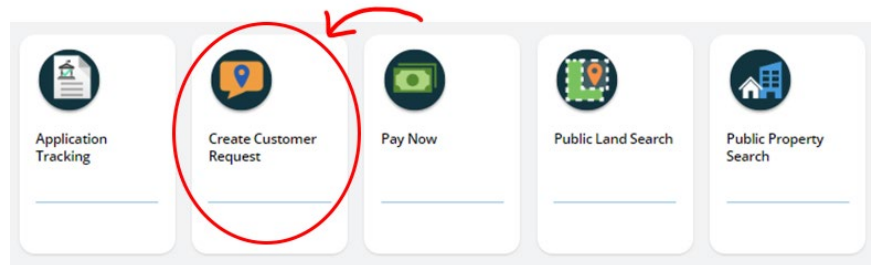 Application
Tracking
Create Customer
Request
Pay Now
Public Land Search
Public Property
Search